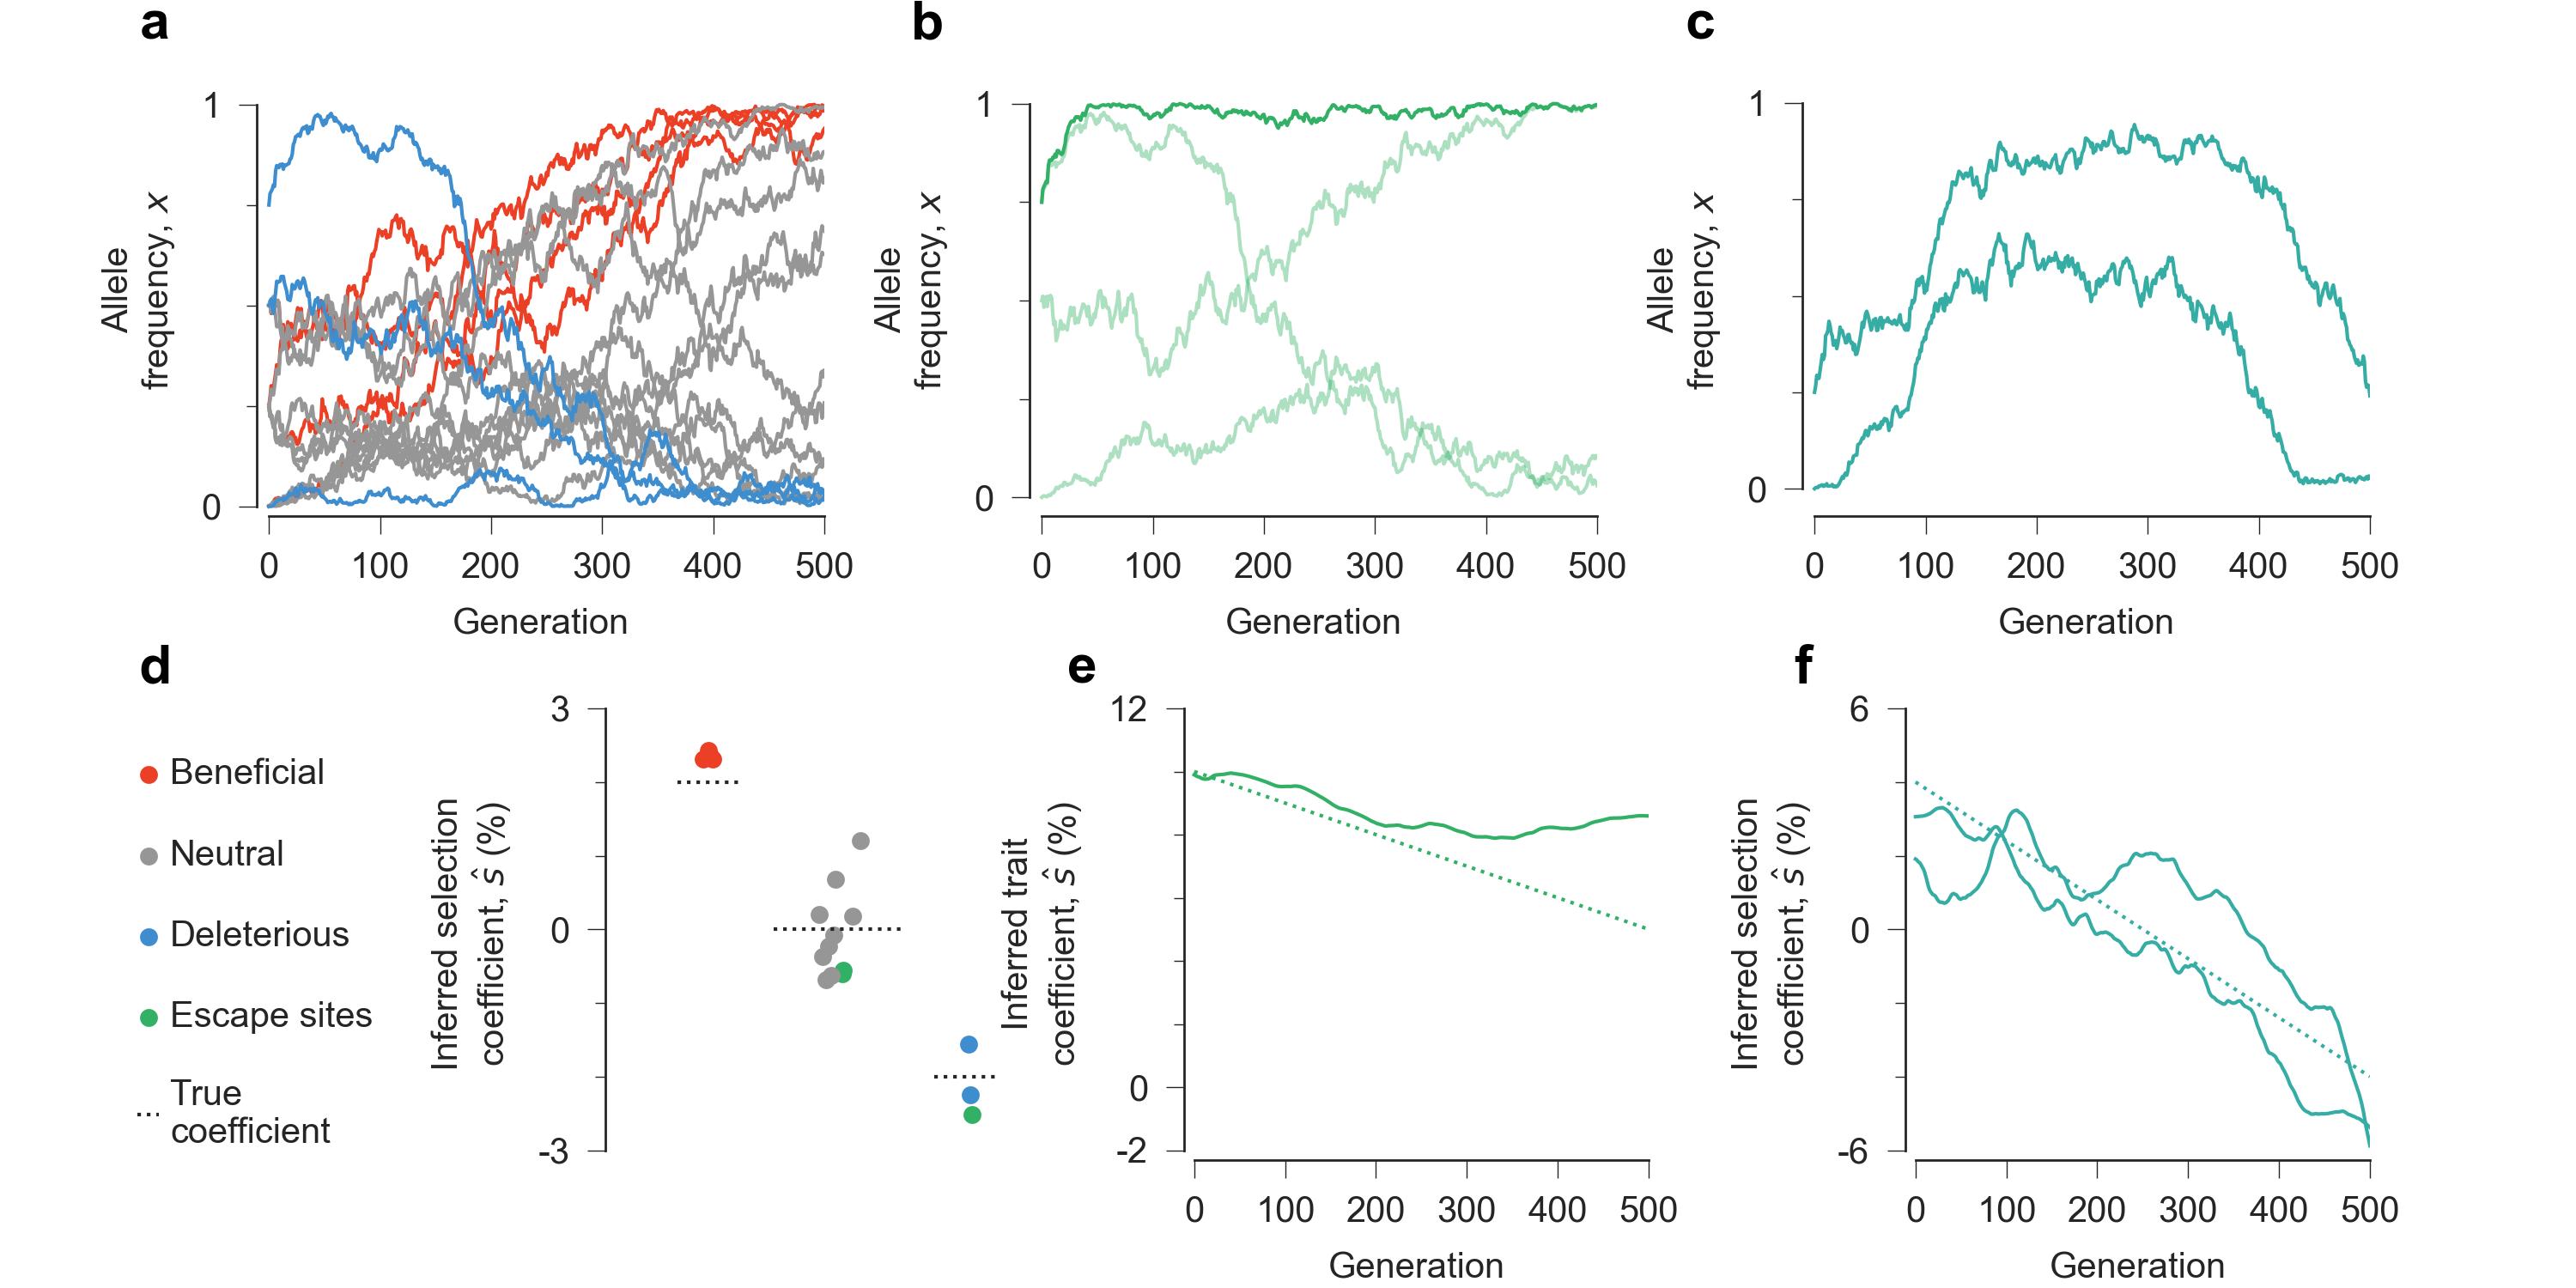 a
b
c
1
0
Allele
frequency, x
0 100 200 300 400 500
Generation
1
0
Allele
frequency, x
0 100 200 300 400 500
Generation
1
0
Allele
frequency, x
0 100 200 300 400 500
Generation
d
e
f
Beneficial
Neutral
Deleterious
Escape sites
True
coefficient
3
0
-3
Inferred selection
coefficient, ŝ (%)
12
0
-2
Inferred trait
coefficient, ŝ (%)
0 100 200 300 400 500
Generation
6
0
-6
Inferred selection
coefficient, ŝ (%)
0 100 200 300 400 500
Generation